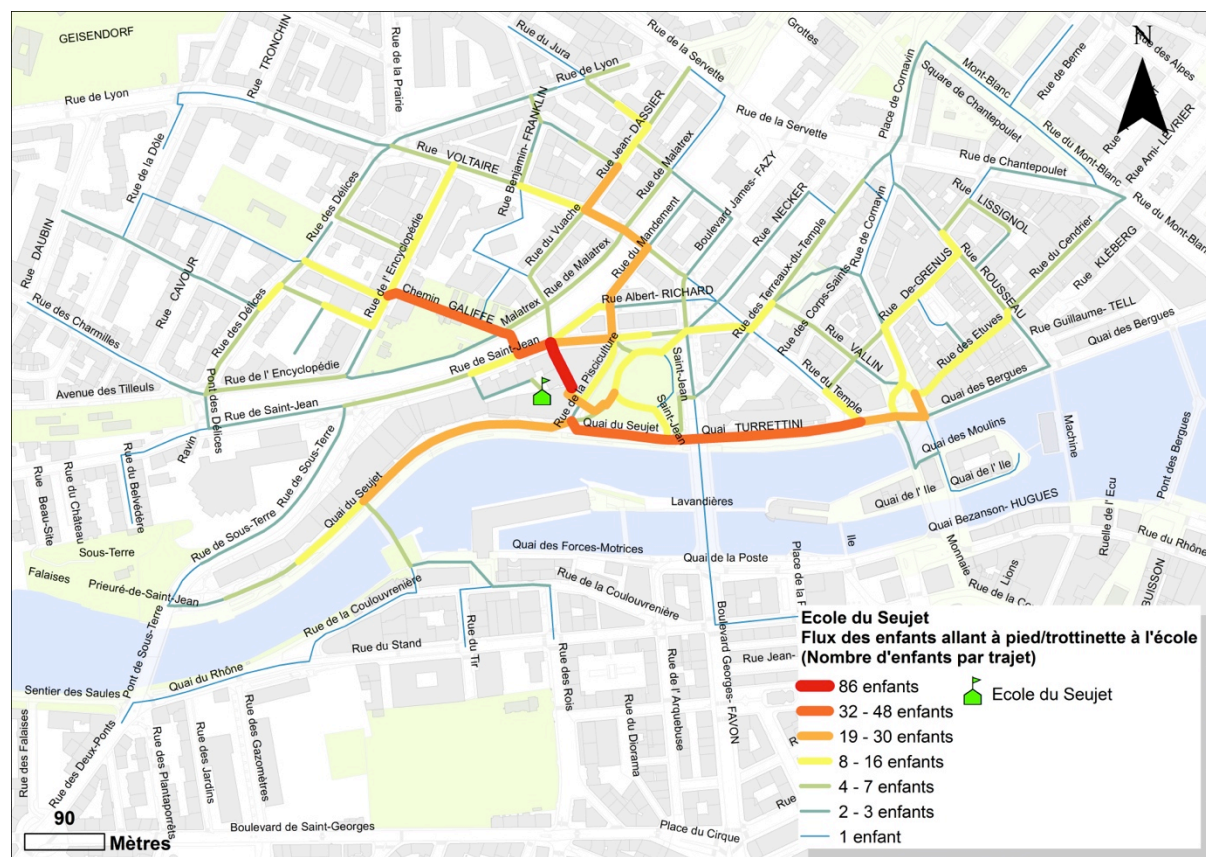 GEISENDORF
Rue TRONCHIN
Rue de la Prairie
Rue du Jura
Rue de la Servette
Grottes
N
Rue des Alpes
Rue de Berne
Mont-Blanc
Place de Cornavin
Square de Chantepoulet
Rue de Lyon
Rue de Lyon
Rue Jean- DASSIER
Rue Benjamin- FRANKLIN
Rue de la Servette
Rue du Mont-Blanc
Rue Ami- LEVRIER
Rue de la Dôle
Rue VOLTAIRE
Rue de Malatrex
Boulevard James- FAZY
Rue de Chantepoulet
Rue des Délices
Rue NECKER
Rue de Cornavin
Rue LISSIGNOL
Rue du Mont-Blanc
Rue DAUBIN
Rue CAVOUR
Rue de l' Encyclopédie
Rue du Vuache
Rue du Mandement
Rue des Terreaux-du-Temple
Rue du Cendrier
Rue KLÉBERG
Rue de Malatrex
Rue De-GRENUS
Rue ROUSSEAU
Rue des Charmilles
Rue des Délices
Chemin GALIFFE
Malatrex
Rue Albert- RICHARD
Rue des Corps-Saints
Rue VALLIN
Rue des Etuves
Rue Guillaume- TELL
Quai des Bergues
Avenue des Tilleuls
Pont des Délices
Rue de l' Encyclopédie
Rue de Saint-Jean
Rue de la Pisciculture
Saint-Jean
Rue du Temple
Quai des Bergues
Rue de Saint-Jean
Ravin
Saint-Jean
Quai du Seujet
Quai TURRETTINI
Quai des Moulins
Machine
Pont des Bergues
Rue Beau-Site
Rue du Château
Rue du Belvédère
Rue de Sous-Terre
Quai du Seujet
Lavandières
Quai de l' Ile
Quai de l' Ile
Quai Bezanson- HUGUES
Ruelle de l' Ecu
Rue du Rhône
Sous-Terre
Rue de Sous-Terre
Quai des Forces-Motrices
Quai de la Poste
Ile
Monnaie
Lions
BUISSON
Falaises
Prieuré-de-Saint-Jean
Pont de Sous-Terre
Rue de la Coulouvrenière
Rue de la Coulouvrenière
Rue du Stand
Rue du Tir
Rue des Rois
Boulevard Georges- FAVON
Rue Jean-
Quai du Rhône
Sentier des Saules
Rue des Falaises
Rue des Deux-Ponts
Rue des Plantaporrêts
Rue des Jardins
Rue des Gazomètres
Rue du Diorama
Rue de l' Arquebuse
Boulevard de Saint-Georges
Place du Cirque
90
Mètres
Ecole du Seujet
Flux des enfants allant à pied/trottinette à l'école
(Nombre d'enfants par trajet)
86 enfants
Ecole du Seujet
32 - 48 enfants
19 - 30 enfants
8 - 16 enfants
4 - 7 enfants
2 - 3 enfants
1 enfant